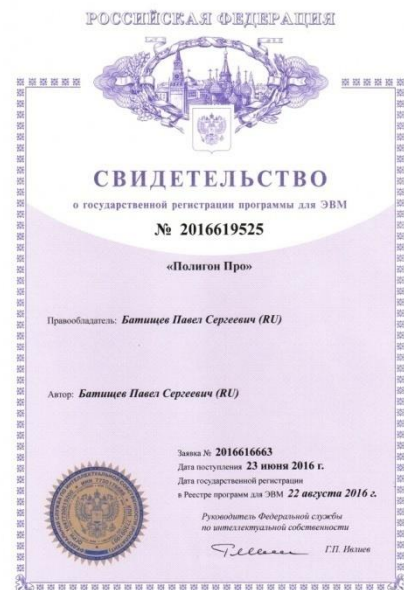 РОССИЙСКАЯ ФЕДЕРАЦИЯ
СВИДЕТЕЛЬСТВО
о государственной регистрации программы для ЭВМ
№ 2016619525
«Полигон Про»
Правообладатель: Батищев Павел Сергеевич (RU)
Автор: Батищев Павел Сергеевич (RU)
Заявка № 2016616663
Дата поступления 23 июня 2016 г.
Дата государственной регистрации
в Реестре программ для ЭВМ 22 августа 2016 г.
Руководитель Федеральной службы
по интеллектуальной собственности
Г.П. Ивлиев